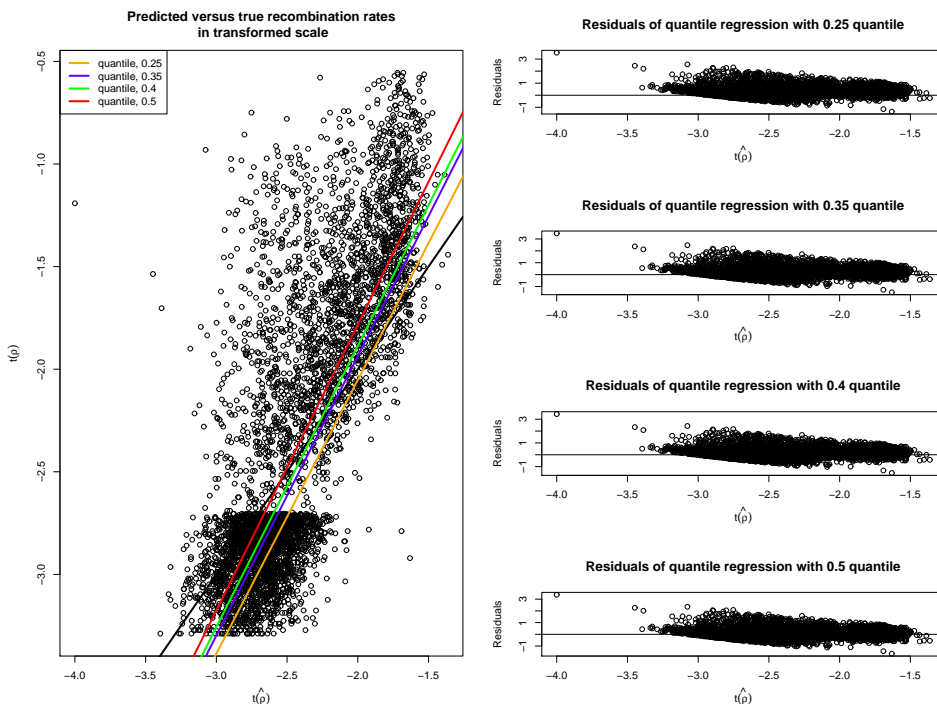 Predicted versus true recombination rates
in transformed scale
quantile, 0.25
quantile, 0.35
quantile, 0.4
quantile, 0.5
t(ρ)
-0.5
-1.0
-1.5
-2.0
-2.5
-3.0
-4.0 -3.5 -3.0 -2.5 -2.0 -1.5
t(ρ̂)
Residuals of quantile regression with 0.25 quantile
Residuals
3
1
-1
-4.0 -3.5 -3.0 -2.5 -2.0 -1.5
t(ρ̂)
Residuals of quantile regression with 0.35 quantile
Residuals
3
1
-1
-4.0 -3.5 -3.0 -2.5 -2.0 -1.5
t(ρ̂)
Residuals of quantile regression with 0.4 quantile
Residuals
3
1
-1
-4.0 -3.5 -3.0 -2.5 -2.0 -1.5
t(ρ̂)
Residuals of quantile regression with 0.5 quantile
Residuals
3
1
-1
-4.0 -3.5 -3.0 -2.5 -2.0 -1.5
t(ρ̂)